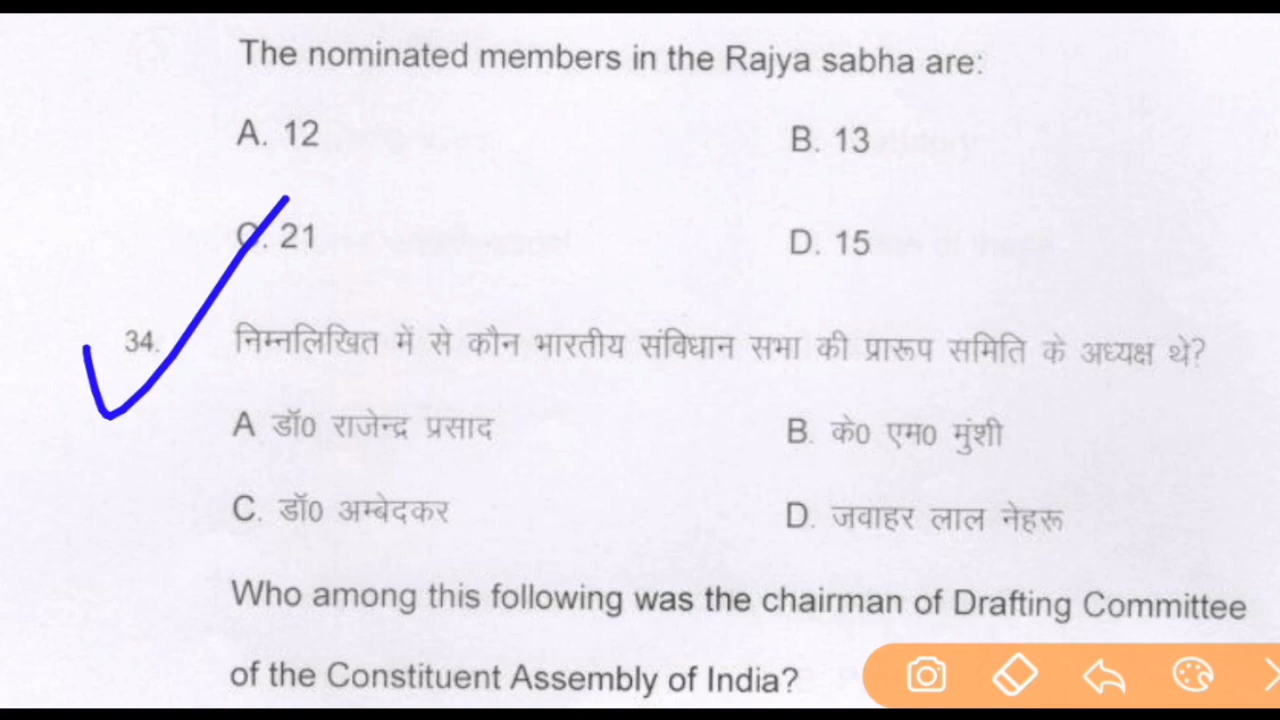 The nominated members in the Rajya sabha are:
A. 12 B. 13
C. 21 D. 15
34. निम्नलिखित में से कौन भारतीय संविधान सभा की प्रारूप समिति के अध्यक्ष थे?
A डॉ0 राजेन्द्र प्रसाद B. के0 एम0 मुंशी
C. डॉ0 अम्बेदकर D. जवाहर लाल नेहरू
Who among this following was the chairman of Drafting Committee
of the Constituent Assembly of India?